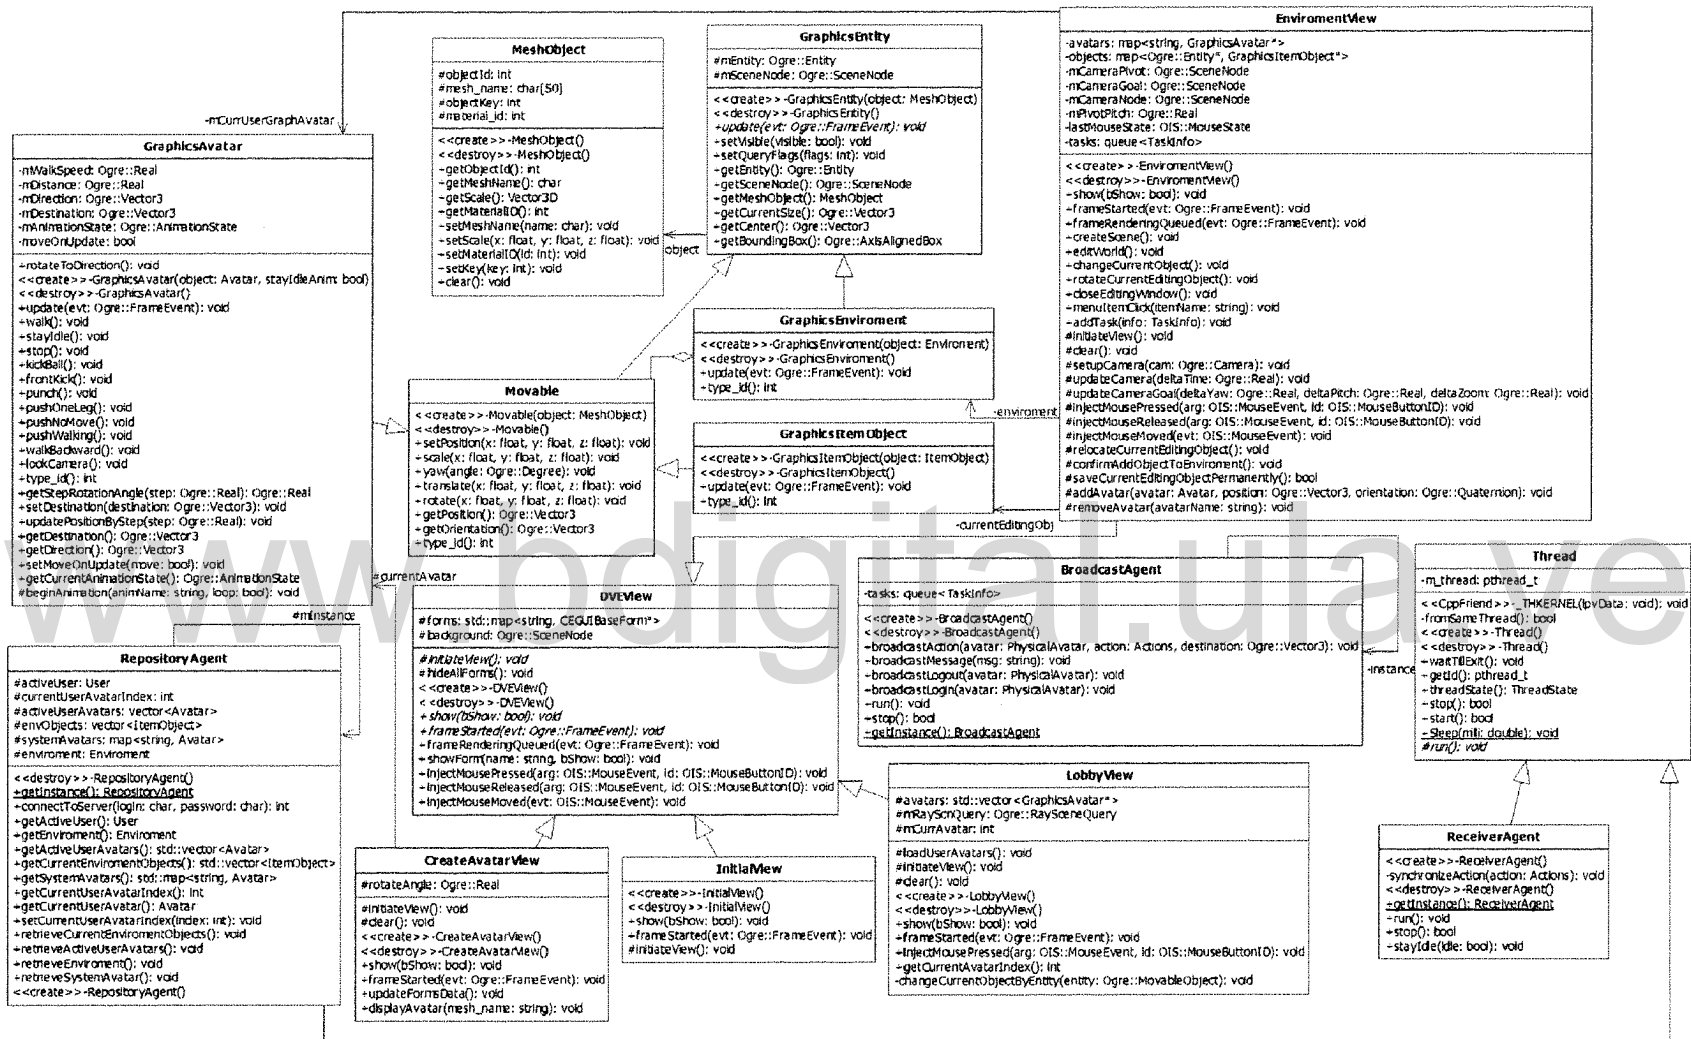 EnviromentView
-avatars: map<string, GraphicsAvatar*>
-objects: map<Ogre::Entity*, GraphicsItemObject*>
-mCameraPivot: Ogre::SceneNode
-mCameraGoal: Ogre::SceneNode
-mCameraNode: Ogre::SceneNode
-mPivotPitch: Ogre::Real
-lastMouseState: OIS::MouseState
-tasks: queue<TaskInfo>
<<create>>-EnviromentView()
<<destroy>>-EnviromentView()
+show(bShow: bool): void
+frameStarted(evt: Ogre::FrameEvent): void
+frameRenderingQueued(evt: Ogre::FrameEvent): void
+createScene(): void
+editWorld(): void
+changeCurrentObject(): void
+rotateCurrentEditingObject(): void
+closeEditingWindow(): void
+menuItemClick(itemName: string): void
+addTask(info: TaskInfo): void
#initiateView(): void
#clear(): void
#setupCamera(cam: Ogre::Camera): void
#updateCamera(deltaTime: Ogre::Real): void
#updateCameraGoal(deltaYaw: Ogre::Real, deltaPitch: Ogre::Real, deltaZoom: Ogre::Real): void
#injectMousePressed(arg: OIS::MouseEvent, id: OIS::MouseButtonID): void
#injectMouseReleased(arg: OIS::MouseEvent, id: OIS::MouseButtonID): void
#injectMouseMoved(evt: OIS::MouseEvent): void
#relocateCurrentEditingObject(): void
#confirmAddObjectToEnviroment(): void
#saveCurrentEditingObjectPermanently(): bool
#addAvatar(avatar: Avatar, position: Ogre::Vector3, orientation: Ogre::Quaternion): void
#removeAvatar(avatarName: string): void
GraphicsEntity
#mEntity: Ogre::Entity
#mSceneNode: Ogre::SceneNode
<<create>>-GraphicsEntity(object: MeshObject)
<<destroy>>-GraphicsEntity()
+update(evt: Ogre::FrameEvent): void
+setVisible(visible: bool): void
+setQueryFlags(flags: int): void
+getEntity(): Ogre::Entity
+getSceneNode(): Ogre::SceneNode
+getMeshObject(): MeshObject
+getCurrentSize(): Ogre::Vector3
+getCenter(): Ogre::Vector3
+getBoundingBox(): Ogre::AxisAlignedBox
MeshObject
#objectId: int
#mesh_name: char[50]
#objectKey: int
#material_id: int
<<create>>-MeshObject()
<<destroy>>-MeshObject()
+getObjectId(): int
+getMeshName(): char
+getScale(): Vector3D
+getMaterialID(): int
+setMeshName(name: char): void
+setScale(x: float, y: float, z: float): void
+setMaterialID(id: int): void
+setKey(key: int): void
+clear(): void
object
-mCurrUserGraphAvatar
GraphicsAvatar
-mWalkSpeed: Ogre::Real
-mDistance: Ogre::Real
-mDirection: Ogre::Vector3
-mDestination: Ogre::Vector3
-mAnimationState: Ogre::AnimationState
-moveOnUpdate: bool
+rotateToDirection(): void
<<create>>-GraphicsAvatar(object: Avatar, stayIdleAnim: bool)
<<destroy>>-GraphicsAvatar()
+update(evt: Ogre::FrameEvent): void
+walk(): void
+stayIdle(): void
+stop(): void
+kickBall(): void
+frontKick(): void
+punch(): void
+pushOneLeg(): void
+pushNoMove(): void
+pushWalking(): void
+walkBackward(): void
+lookCamera(): void
+type_id(): int
+getStepRotationAngle(step: Ogre::Real): Ogre::Real
+setDestination(destination: Ogre::Vector3): void
+updatePositionByStep(step: Ogre::Real): void
+getDestination(): Ogre::Vector3
+getDirection(): Ogre::Vector3
+setMoveOnUpdate(move: bool): void
+getCurrentAnimationState(): Ogre::AnimationState
#beginAnimation(animName: string, loop: bool): void
GraphicsEnviroment
<<create>>-GraphicsEnviroment(object: Enviroment)
<<destroy>>-GraphicsEnviroment()
+update(evt: Ogre::FrameEvent): void
+type_id(): int
-enviroment
Movable
<<create>>-Movable(object: MeshObject)
<<destroy>>-Movable()
+setPosition(x: float, y: float, z: float): void
+scale(x: float, y: float, z: float): void
+yaw(angle: Ogre::Degree): void
+translate(x: float, y: float, z: float): void
+rotate(x: float, y: float, z: float): void
+getPosition(): Ogre::Vector3
+getOrientation(): Ogre::Vector3
+type_id(): int
GraphicsItemObject
<<create>>-GraphicsItemObject(object: ItemObject)
<<destroy>>-GraphicsItemObject()
+update(evt: Ogre::FrameEvent): void
+type_id(): int
-currentEditingObj
www.bdigital.ula.ve
#currentAvatar
#mInstance
RepositoryAgent
#activeUser: User
#currentUserAvatarIndex: int
#activeUserAvatars: vector<Avatar>
#envObjects: vector<ItemObject>
#systemAvatars: map<string, Avatar>
#enviroment: Enviroment
<<destroy>>-RepositoryAgent()
+getInstance(): RepositoryAgent
+connectToServer(login: char, password: char): int
+getActiveUser(): User
+getEnviroment(): Enviroment
+getActiveUserAvatars(): std::vector<Avatar>
+getCurrentEnviromentObjects(): std::vector<ItemObject>
+getSystemAvatars(): std::map<string, Avatar>
+getCurrentUserAvatarIndex(): int
+getCurrentUserAvatar(): Avatar
+setCurrentUserAvatarIndex(index: int): void
+retrieveCurrentEnviromentObjects(): void
+retrieveActiveUserAvatars(): void
+retrieveEnviroment(): void
+retrieveSystemAvatar(): void
<<create>>-RepositoryAgent()
DVEView
#forms: std::map<string, CEGUIBaseForm*>
#background: Ogre::SceneNode
#initiateView(): void
#hideAllForms(): void
<<create>>-DVEView()
<<destroy>>-DVEView()
+show(bShow: bool): void
+frameStarted(evt: Ogre::FrameEvent): void
+frameRenderingQueued(evt: Ogre::FrameEvent): void
+showForm(name: string, bShow: bool): void
+injectMousePressed(arg: OIS::MouseEvent, id: OIS::MouseButtonID): void
+injectMouseReleased(arg: OIS::MouseEvent, id: OIS::MouseButtonID): void
+injectMouseMoved(evt: OIS::MouseEvent): void
BroadcastAgent
-tasks: queue<TaskInfo>
<<create>>-BroadcastAgent()
<<destroy>>-BroadcastAgent()
+broadcastAction(avatar: PhysicalAvatar, action: Actions, destination: Ogre::Vector3): void
+broadcastMessage(msg: string): void
+broadcastLogout(avatar: PhysicalAvatar): void
+broadcastLogin(avatar: PhysicalAvatar): void
+run(): void
+stop(): bool
+getInstance(): BroadcastAgent
-instance
Thread
-m_thread: pthread_t
<<CppFriend>>-_THKERNEL(lpvData: void): void
-fromSameThread(): bool
<<create>>-Thread()
<<destroy>>-Thread()
+waitTillExit(): void
+getId(): pthread_t
+threadState(): ThreadState
+stop(): bool
+start(): bool
+Sleep(mili: double): void
#run(): void
CreateAvatarView
#rotateAngle: Ogre::Real
#initiateView(): void
#clear(): void
<<create>>-CreateAvatarView()
<<destroy>>-CreateAvatarView()
+show(bShow: bool): void
+frameStarted(evt: Ogre::FrameEvent): void
+updateFormsData(): void
+displayAvatar(mesh_name: string): void
InitialView
<<create>>-InitialView()
<<destroy>>-InitialView()
+show(bShow: bool): void
+frameStarted(evt: Ogre::FrameEvent): void
#initiateView(): void
LobbyView
#avatars: std::vector<GraphicsAvatar*>
#mRayScnQuery: Ogre::RaySceneQuery
#mCurrAvatar: int
#loadUserAvatars(): void
#initiateView(): void
#clear(): void
<<create>>-LobbyView()
<<destroy>>-LobbyView()
+show(bShow: bool): void
+frameStarted(evt: Ogre::FrameEvent): void
+injectMousePressed(arg: OIS::MouseEvent, id: OIS::MouseButtonID): void
+getCurrentAvatarIndex(): int
-changeCurrentObjectByEntity(entity: Ogre::MovableObject): void
ReceiverAgent
<<create>>-ReceiverAgent()
-synchronizeAction(action: Actions): void
<<destroy>>-ReceiverAgent()
+getInstance(): ReceiverAgent
+run(): void
+stop(): bool
+stayIdle(idle: bool): void